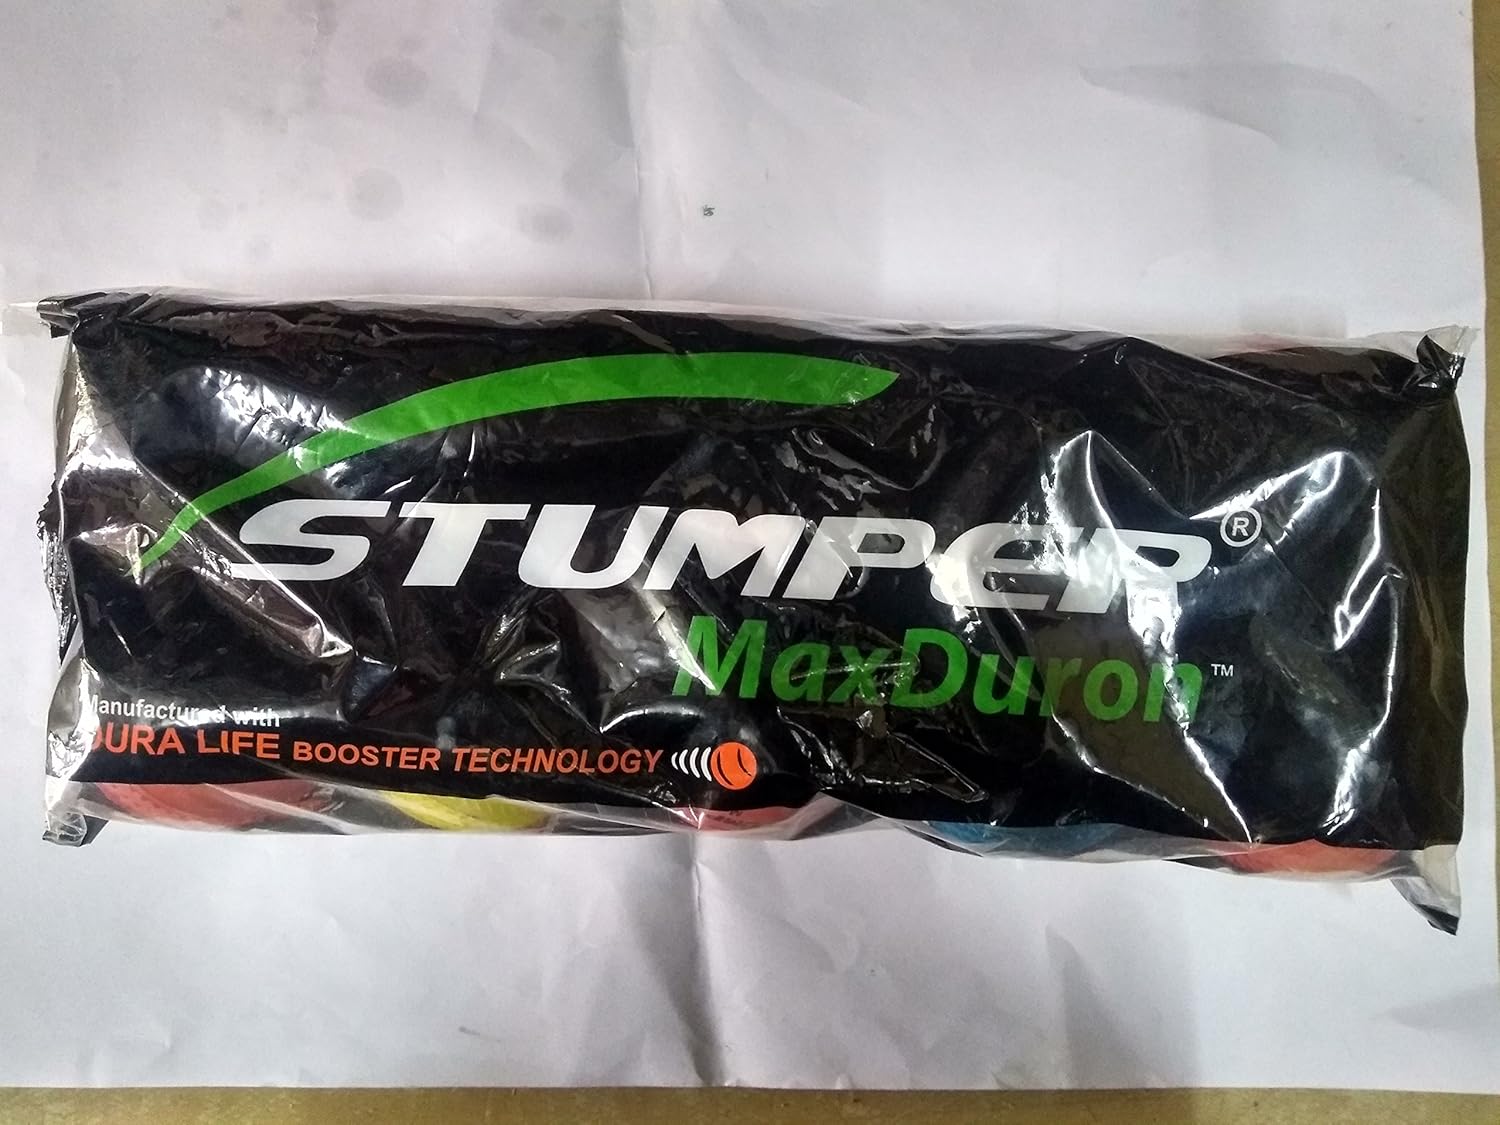 STUMPER®
MaxDuron™
Manufactured with
DURA LIFE BOOSTER TECHNOLOGY